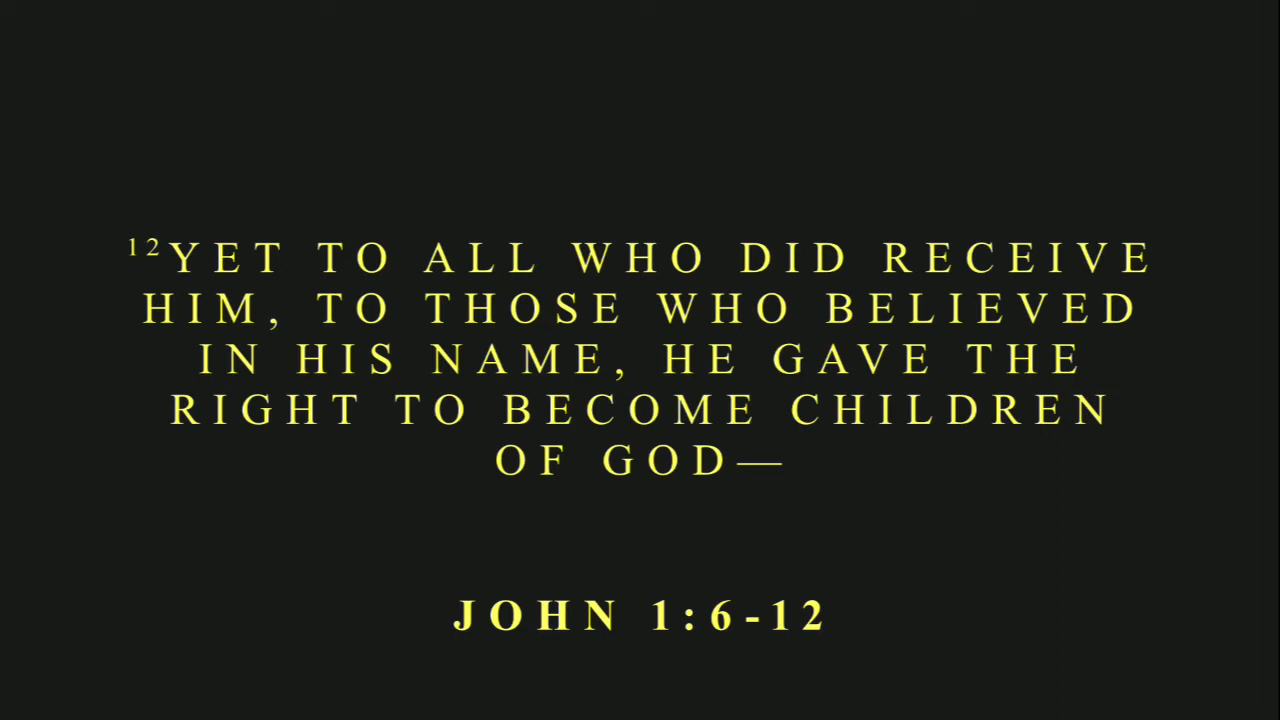 ¹²YET TO ALL WHO DID RECEIVE
HIM, TO THOSE WHO BELIEVED
IN HIS NAME, HE GAVE THE
RIGHT TO BECOME CHILDREN
OF GOD—
JOHN 1:6-12